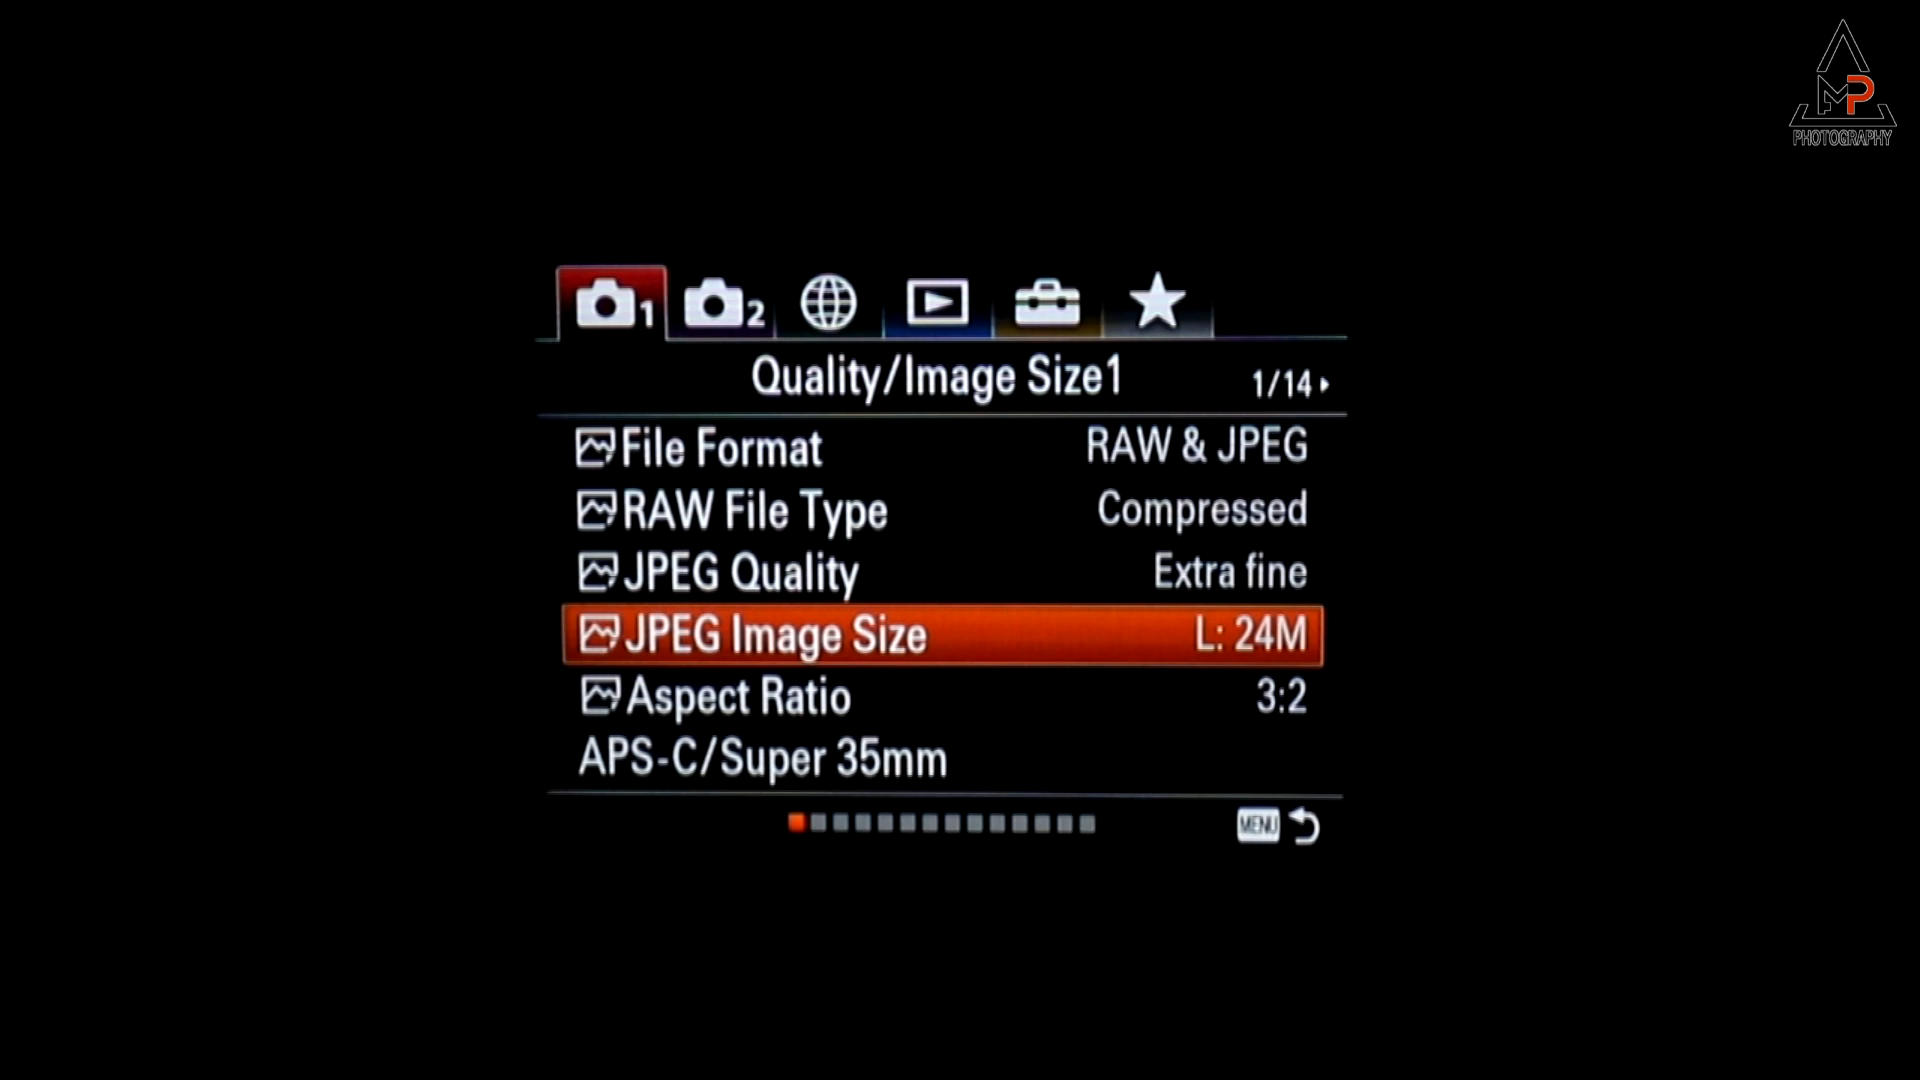 AMP
PHOTOGRAPHY
1 2
Quality/Image Size1 1/14
File Format RAW & JPEG
RAW File Type Compressed
JPEG Quality Extra fine
JPEG Image Size L: 24M
Aspect Ratio 3:2
APS-C/Super 35mm
MENU